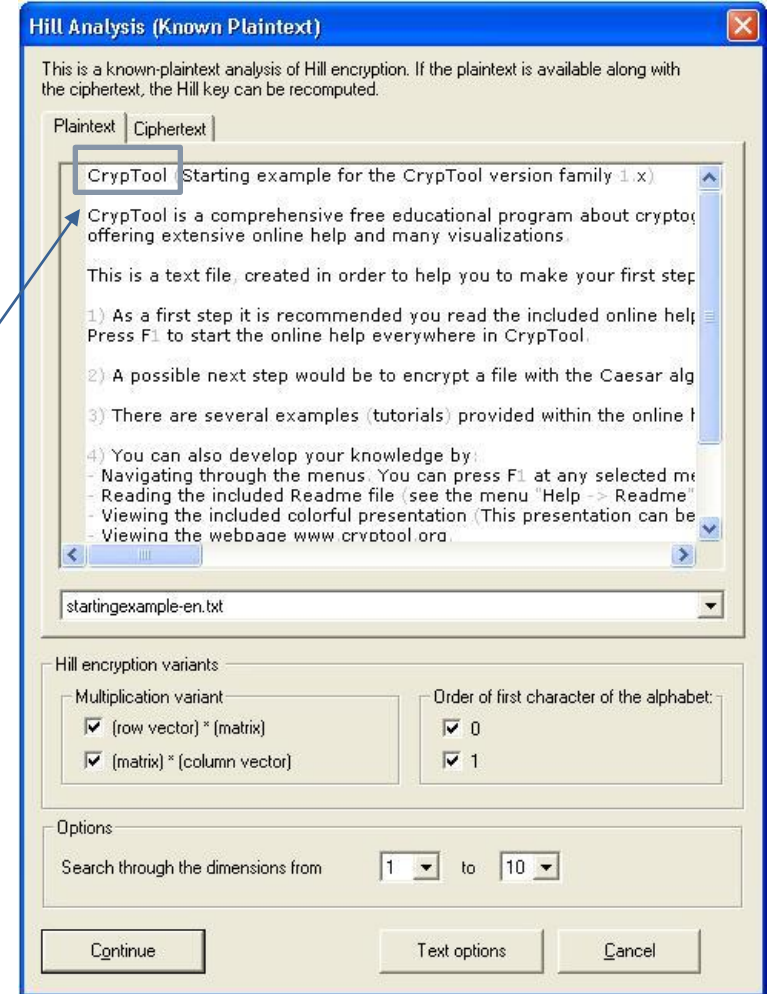 Hill Analysis (Known Plaintext)
This is a known-plaintext analysis of Hill encryption. If the plaintext is available along with
the ciphertext, the Hill key can be recomputed.
Plaintext Ciphertext
CrypTool (Starting example for the CrypTool version family 1.x)
CrypTool is a comprehensive free educational program about cryptog
offering extensive online help and many visualizations.
This is a text file, created in order to help you to make your first step
1) As a first step it is recommended you read the included online help
Press F1 to start the online help everywhere in CrypTool.
2) A possible next step would be to encrypt a file with the Caesar alg
3) There are several examples (tutorials) provided within the online h
4) You can also develop your knowledge by:
- Navigating through the menus. You can press F1 at any selected me
- Reading the included Readme file (see the menu "Help -> Readme"
- Viewing the included colorful presentation (This presentation can be
- Viewing the webpage www.cryptool.org.
startingexample-en.txt
Hill encryption variants
Multiplication variant
(row vector) * (matrix)
(matrix) * (column vector)
Order of first character of the alphabet:
0
1
Options
Search through the dimensions from 1 to 10
Continue Text options Cancel